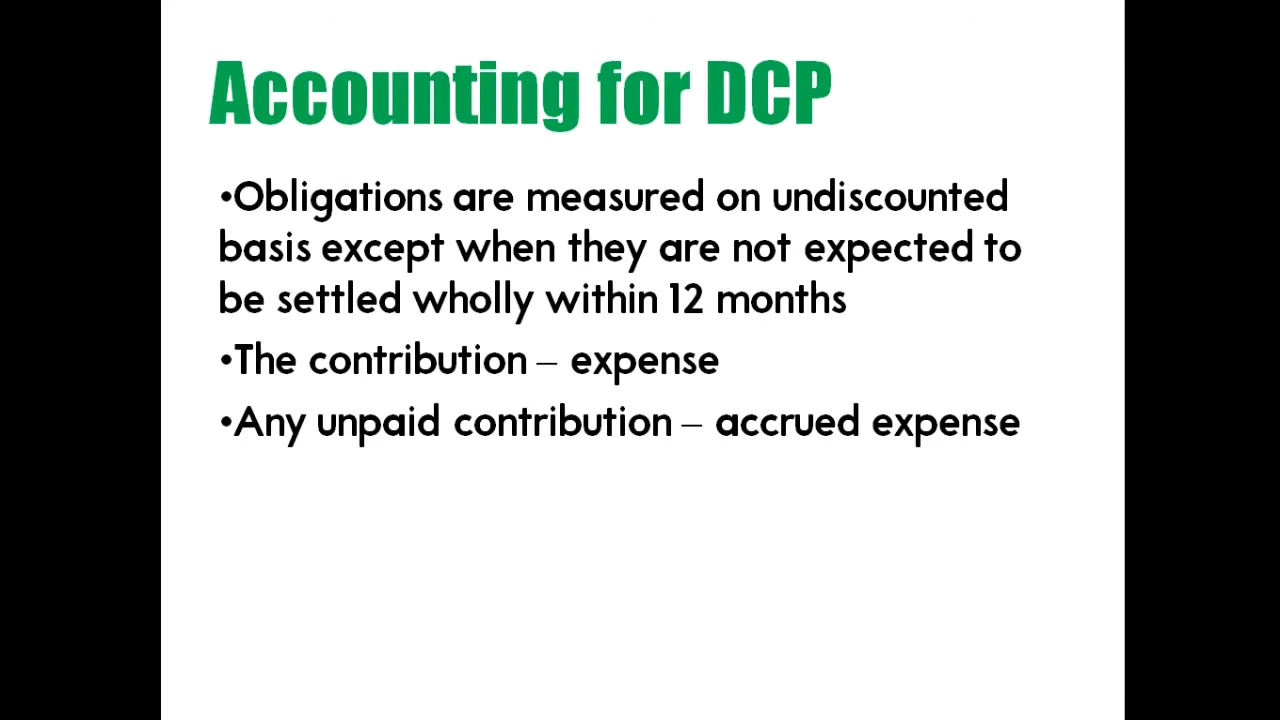 Accounting for DCP
•Obligations are measured on undiscounted
basis except when they are not expected to
be settled wholly within 12 months
•The contribution – expense
•Any unpaid contribution – accrued expense